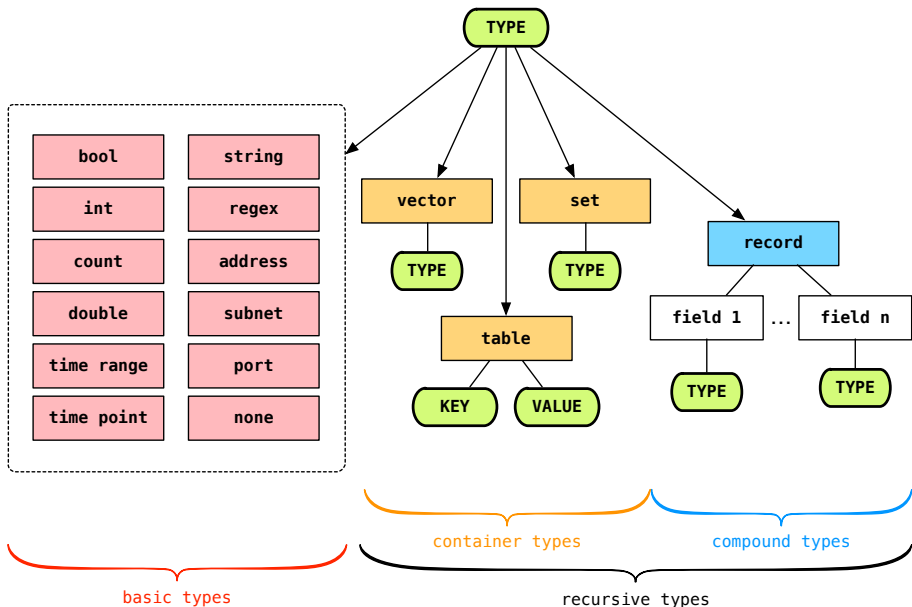 TYPE
bool
string
int
regex
count
address
double
subnet
time range
port
time point
none
vector
set
TYPE
TYPE
table
KEY
VALUE
record
field 1
...
field n
TYPE
TYPE
container types
compound types
basic types
recursive types